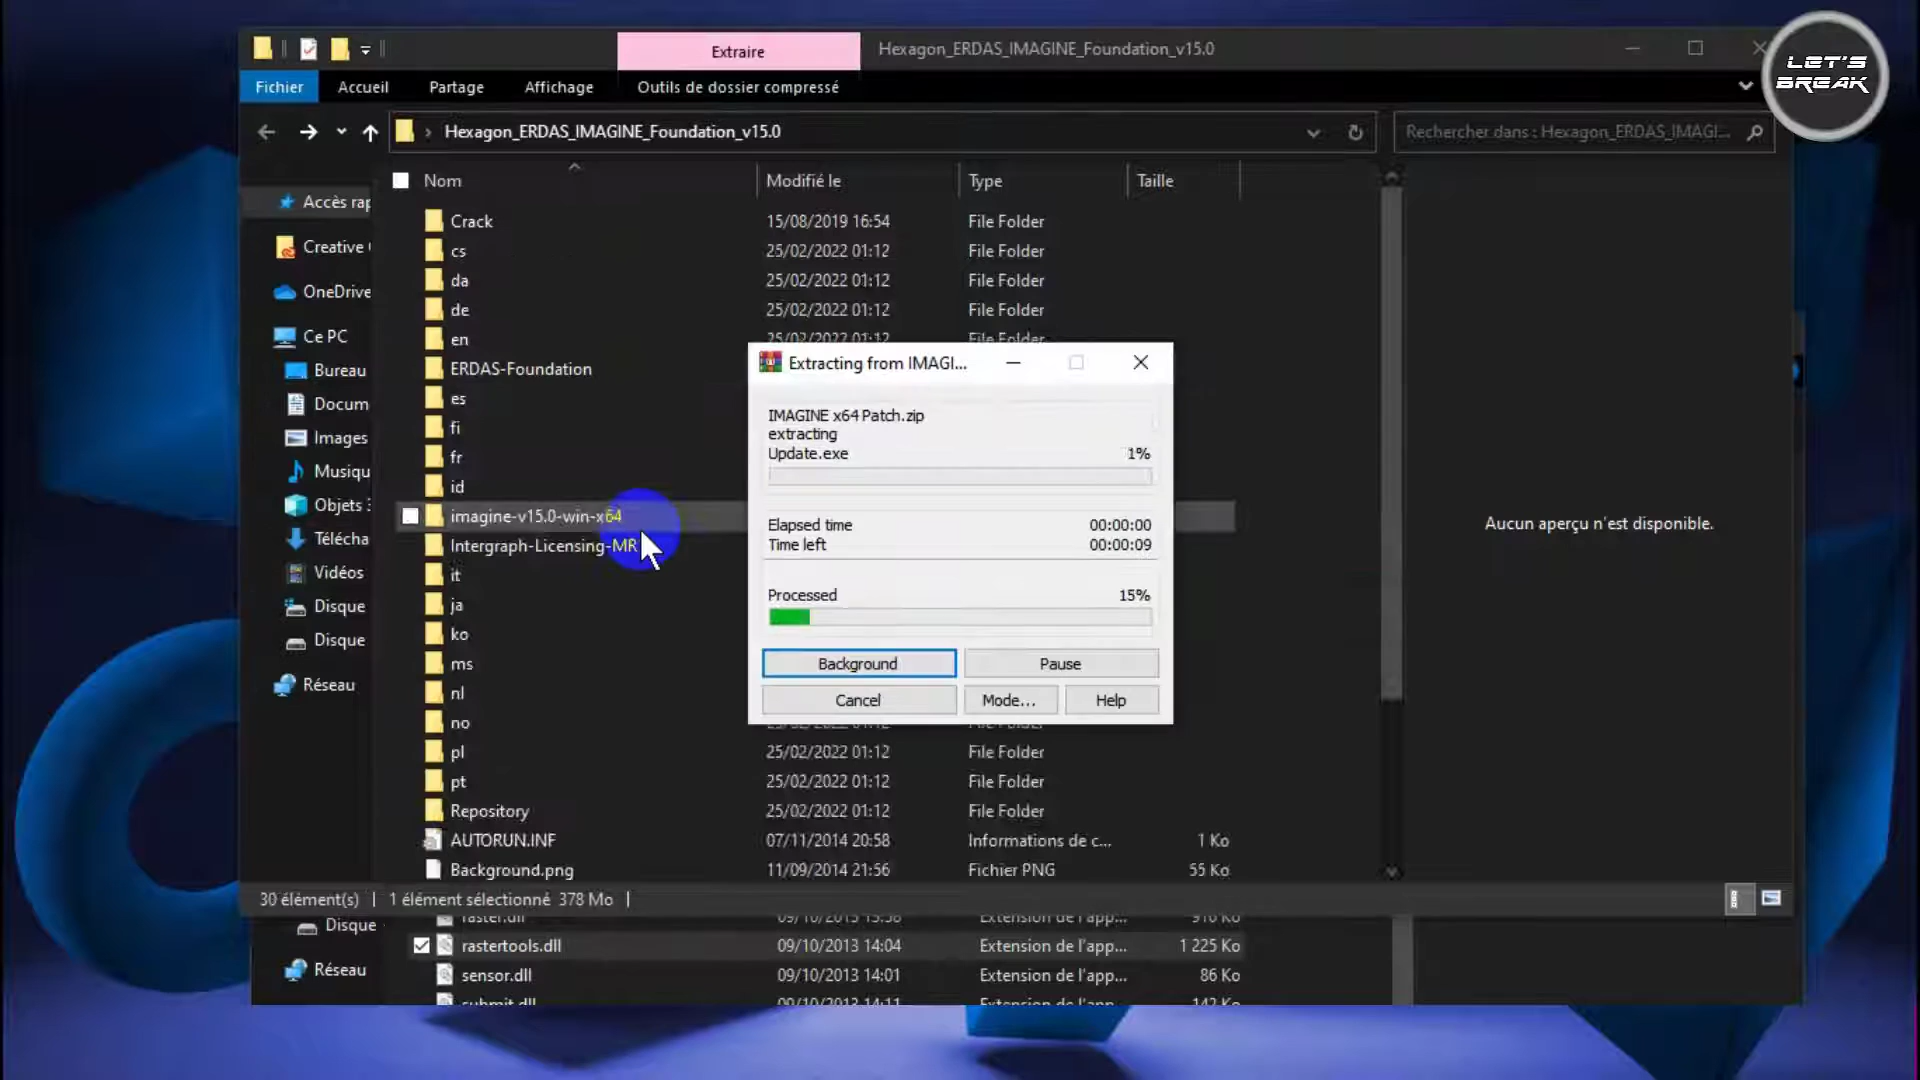 Extraire
Hexagon_ERDAS_IMAGINE_Foundation_v15.0
LET'S
BREAK
Fichier
Accueil
Partage
Affichage
Outils de dossier compressé
Hexagon_ERDAS_IMAGINE_Foundation_v15.0
Rechercher dans : Hexagon_ERDAS_IMAGI...
Nom
Modifié le
Type
Taille
Accès rap
Creative
OneDrive
Ce PC
Bureau
Docum
Images
Musiqu
Objets 3
Télécha
Vidéos
Disque
Disque
Réseau
Crack 15/08/2019 16:54 File Folder
cs 25/02/2022 01:12 File Folder
da 25/02/2022 01:12 File Folder
de 25/02/2022 01:12 File Folder
en 25/02/2022 01:12 File Folder
ERDAS-Foundation
es
fi
fr
id
imagine-v15.0-win-x64
Intergraph-Licensing-MR
it
ja
ko
ms
nl
no
pl 25/02/2022 01:12 File Folder
pt 25/02/2022 01:12 File Folder
Repository 25/02/2022 01:12 File Folder
AUTORUN.INF 07/11/2014 20:58 Informations de c... 1 Ko
Background.png 11/09/2014 21:56 Fichier PNG 55 Ko
Extracting from IMAGI...
IMAGINE x64 Patch.zip
extracting
Update.exe 1%
Elapsed time 00:00:00
Time left 00:00:09
Processed 15%
Background
Pause
Cancel
Mode...
Help
Aucun aperçu n'est disponible.
30 élément(s)
1 élément sélectionné 378 Mo
Disque
Réseau
rastertools.dll 09/10/2013 14:04 Extension de l'app... 1 225 Ko
sensor.dll 09/10/2013 14:01 Extension de l'app... 86 Ko